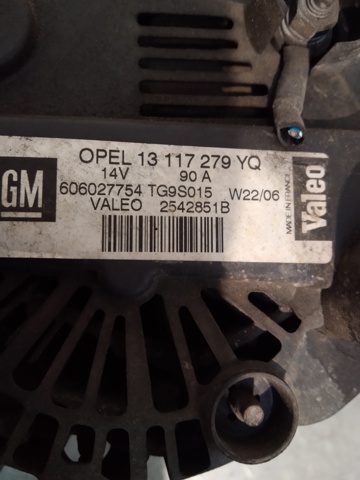 GM
OPEL 13 117 279 YQ
14V 90 A
606027754 TG9S015 W22/06
VALEO 2542851B
MADE IN FRANCE
Valeo